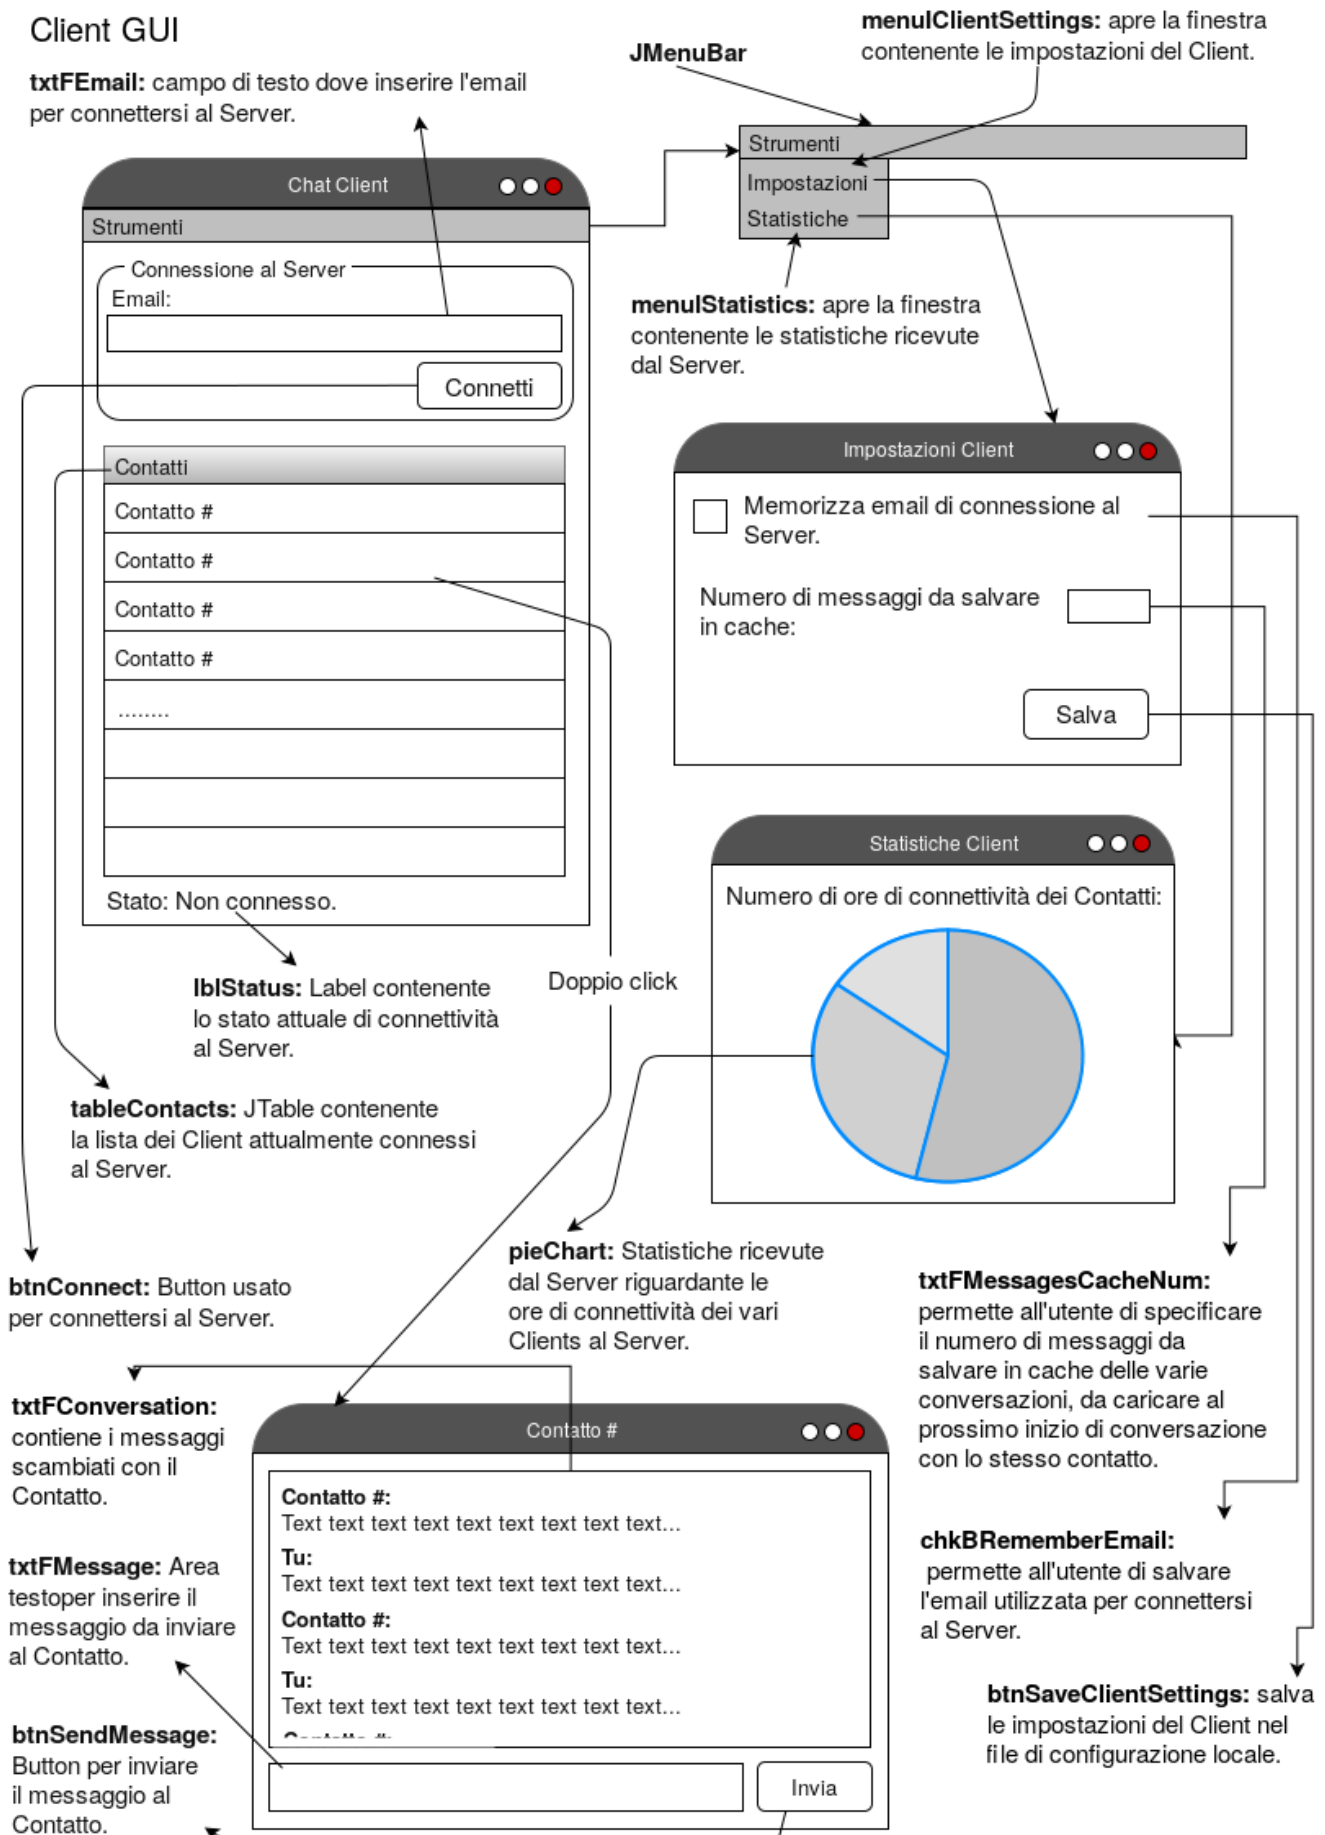 Client GUI
txtFEmail: campo di testo dove inserire l'email
per connettersi al Server.
JMenuBar
menuIClientSettings: apre la finestra
contenente le impostazioni del Client.
Strumenti
Impostazioni
Statistiche
menuIStatistics: apre la finestra
contenente le statistiche ricevute
dal Server.
Chat Client
Strumenti
Connessione al Server
Email:
Connetti
Contatti
Contatto #
Contatto #
Contatto #
Contatto #
........
Stato: Non connesso.
lblStatus: Label contenente
lo stato attuale di connettività
al Server.
Doppio click
tableContacts: JTable contenente
la lista dei Client attualmente connessi
al Server.
btnConnect: Button usato
per connettersi al Server.
Impostazioni Client
Memorizza email di connessione al
Server.
Numero di messaggi da salvare
in cache:
Salva
Statistiche Client
Numero di ore di connettività dei Contatti:
pieChart: Statistiche ricevute
dal Server riguardante le
ore di connettività dei vari
Clients al Server.
txtFMessagesCacheNum:
permette all'utente di specificare
il numero di messaggi da
salvare in cache delle varie
conversazioni, da caricare al
prossimo inizio di conversazione
con lo stesso contatto.
chkBRememberEmail:
permette all'utente di salvare
l'email utilizzata per connettersi
al Server.
btnSaveClientSettings: salva
le impostazioni del Client nel
file di configurazione locale.
txtFConversation:
contiene i messaggi
scambiati con il
Contatto.
txtFMessage: Area
testoper inserire il
messaggio da inviare
al Contatto.
btnSendMessage:
Button per inviare
il messaggio al
Contatto.
Contatto #
Contatto #:
Text text text text text text text text text...
Tu:
Text text text text text text text text text...
Contatto #:
Text text text text text text text text text...
Tu:
Text text text text text text text text text...
Contatto #:
Invia